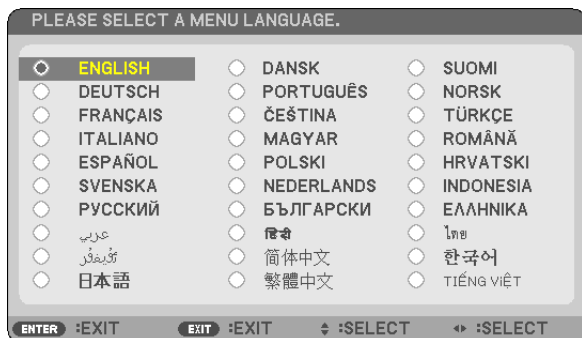 PLEASE SELECT A MENU LANGUAGE.
ENGLISH DANSK SUOMI
DEUTSCH PORTUGUÊS NORSK
FRANÇAIS ČEŠTINA TÜRKÇE
ITALIANO MAGYAR ROMÂNĂ
ESPAÑOL POLSKI HRVATSKI
SVENSKA NEDERLANDS INDONESIA
РУССКИЙ БЪЛГАРСКИ ΕΛΛΗΝΙΚΑ
عربي हिन्दी ไทย
简体中文 한국어
日本語 繁體中文 TIẾNG VIỆT
ENTER :EXIT EXIT :EXIT :SELECT :SELECT